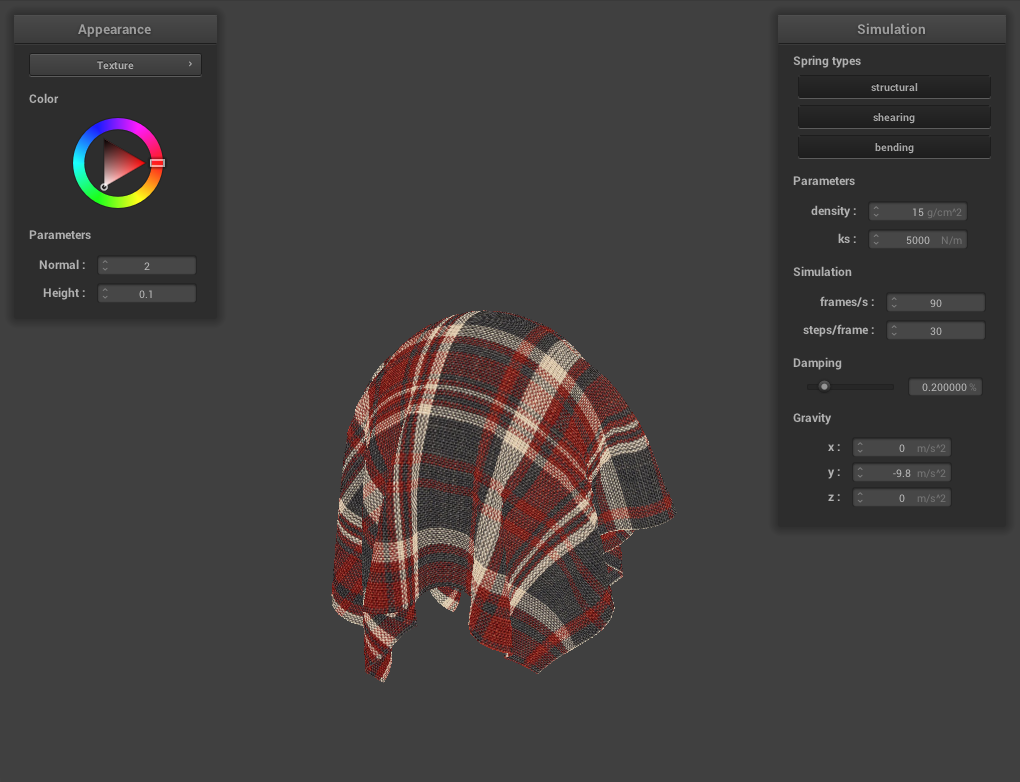 Appearance
Texture ›
Color
Parameters
Normal : 2
Height : 0.1
Simulation
Spring types
structural
shearing
bending
Parameters
density : 15 g/cm^2
ks : 5000 N/m
Simulation
frames/s : 90
steps/frame : 30
Damping
0.200000 %
Gravity
x : 0 m/s^2
y : -9.8 m/s^2
z : 0 m/s^2